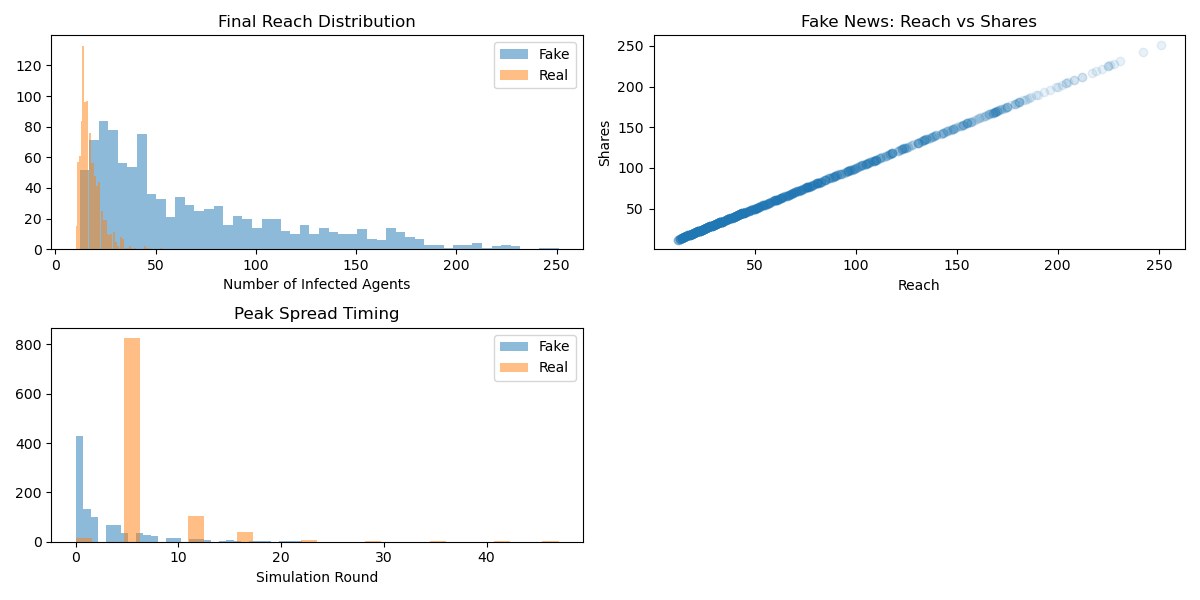 Final Reach Distribution
Fake
Real
120
100
80
60
40
20
0
0 50 100 150 200 250
Number of Infected Agents
Fake News: Reach vs Shares
Shares
250
200
150
100
50
50 100 150 200 250
Reach
Peak Spread Timing
Fake
Real
800
600
400
200
0
0 10 20 30 40
Simulation Round